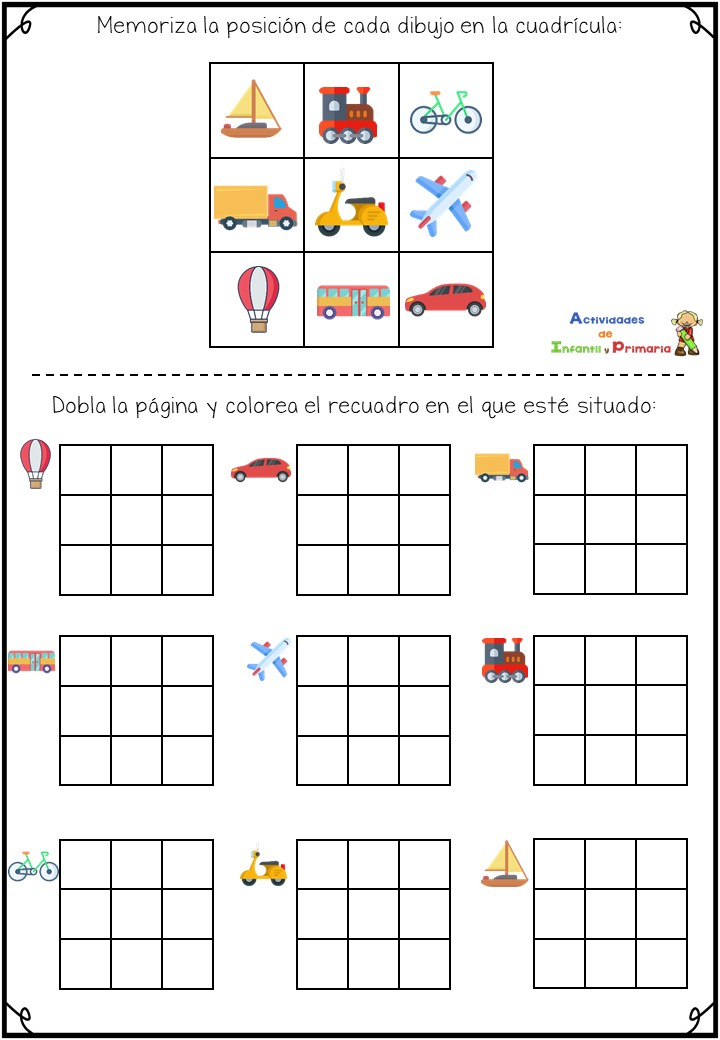 Memoriza la posición de cada dibujo en la cuadrícula:
Actividades
de
Infantil y Primaria
Dobla la página y colorea el recuadro en el que esté situado: